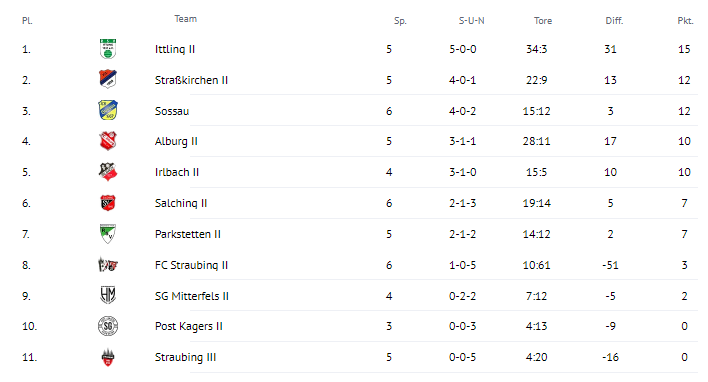 Pl. Team Sp. S-U-N Tore Diff. Pkt.
1. Ittling II 5 5-0-0 34:3 31 15
2. Straßkirchen II 5 4-0-1 22:9 13 12
3. Sossau 6 4-0-2 15:12 3 12
4. Alburg II 5 3-1-1 28:11 17 10
5. Irlbach II 4 3-1-0 15:5 10 10
6. Salching II 6 2-1-3 19:14 5 7
7. Parkstetten II 5 2-1-2 14:12 2 7
8. FC Straubing II 6 1-0-5 10:61 -51 3
9. SG Mitterfels II 4 0-2-2 7:12 -5 2
10. Post Kagers II 3 0-0-3 4:13 -9 0
11. Straubing III 5 0-0-5 4:20 -16 0